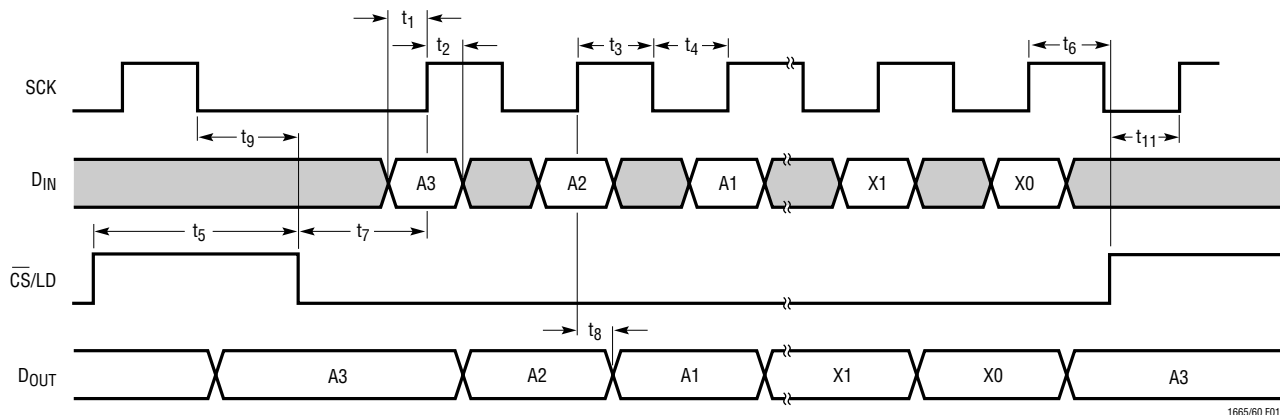 t1
t2
t3
t4
t6
SCK
t9
t11
DIN
A3
A2
A1
X1
X0
t5
t7
CS/LD
t8
DOUT
A3
A2
A1
X1
X0
A3
1665/60 F01